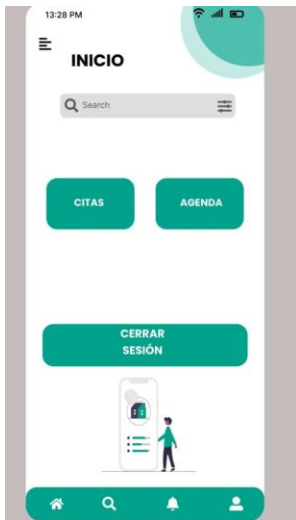 13:28 PM
INICIO
Search
CITAS
AGENDA
CERRAR
SESIÓN